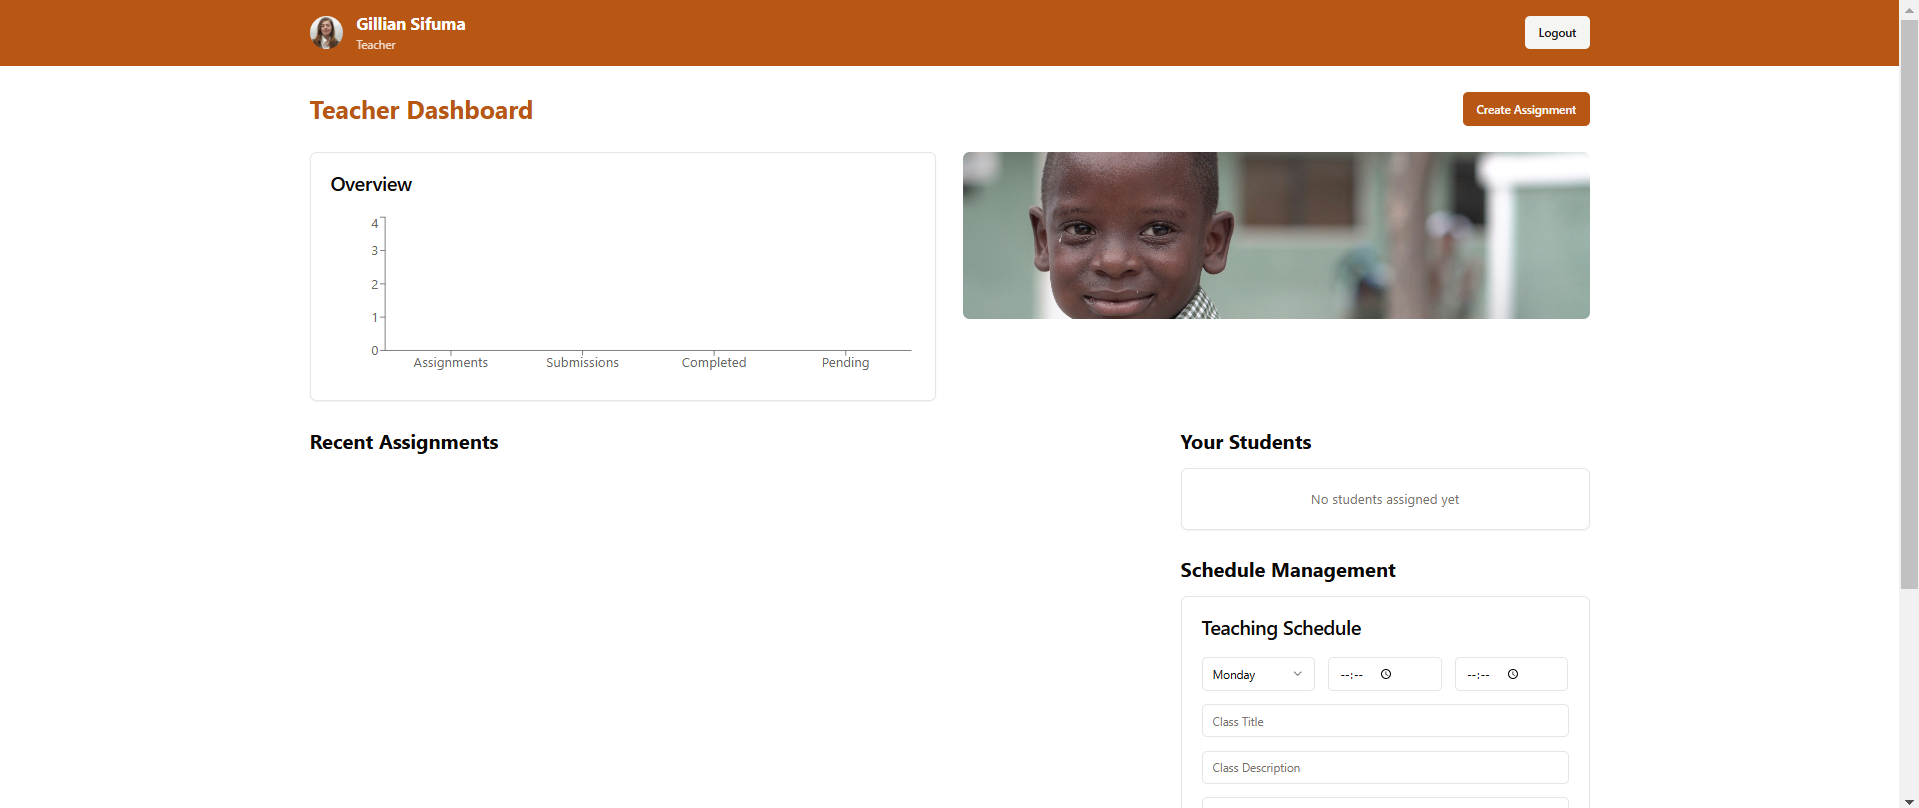 Gillian Sifuma
Teacher
Logout
Teacher Dashboard
Create Assignment
Overview
4
3
2
1
0
Assignments Submissions Completed Pending
Recent Assignments
Your Students
No students assigned yet
Schedule Management
Teaching Schedule
Monday --:-- --:--
Class Title
Class Description